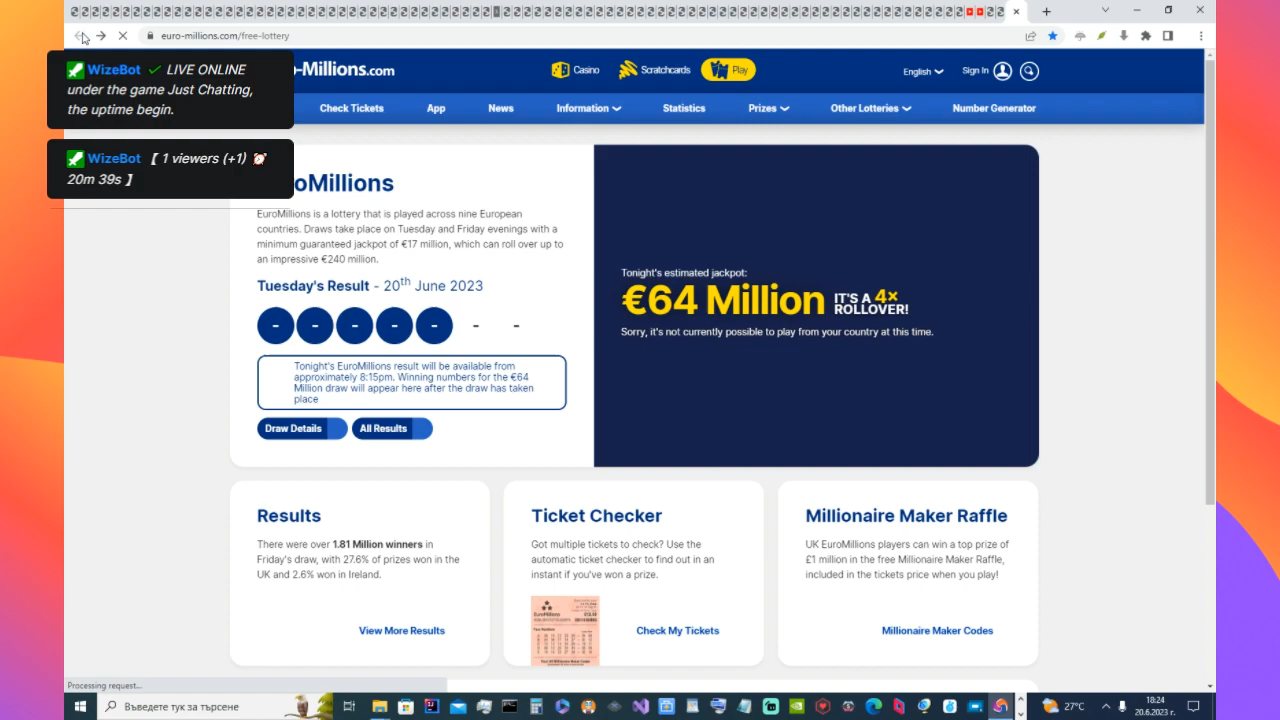 euro-millions.com/free-lottery
WizeBot LIVE ONLINE
under the game Just Chatting,
the uptime begin.
WizeBot 〖 1 viewers (+1) ⏰
20m 39s 〗
o-Millions.com
Casino
Scratchcards
Play
English
Sign In
Check Tickets
App
News
Information
Statistics
Prizes
Other Lotteries
Number Generator
oMillions
EuroMillions is a lottery that is played across nine European
countries. Draws take place on Tuesday and Friday evenings with a
minimum guaranteed jackpot of €17 million, which can roll over up to
an impressive €240 million.
Tuesday's Result - 20th June 2023
- - - - - - -
Tonight's EuroMillions result will be available from
approximately 8:15pm. Winning numbers for the €64
Million draw will appear here after the draw has taken
place
Draw Details
All Results
Tonight's estimated jackpot:
€64 Million IT'S A 4x
ROLLOVER!
Sorry, it's not currently possible to play from your country at this time.
Results
There were over 1.81 Million winners in
Friday's draw, with 27.6% of prizes won in the
UK and 2.6% won in Ireland.
View More Results
Ticket Checker
Got multiple tickets to check? Use the
automatic ticket checker to find out in an
instant if you've won a prize.
Check My Tickets
Millionaire Maker Raffle
UK EuroMillions players can win a top prize of
£1 million in the free Millionaire Maker Raffle,
included in the tickets price when you play!
Millionaire Maker Codes
Processing request...
Въведете тук за търсене
27°C
18:24
20.6.2023 г.